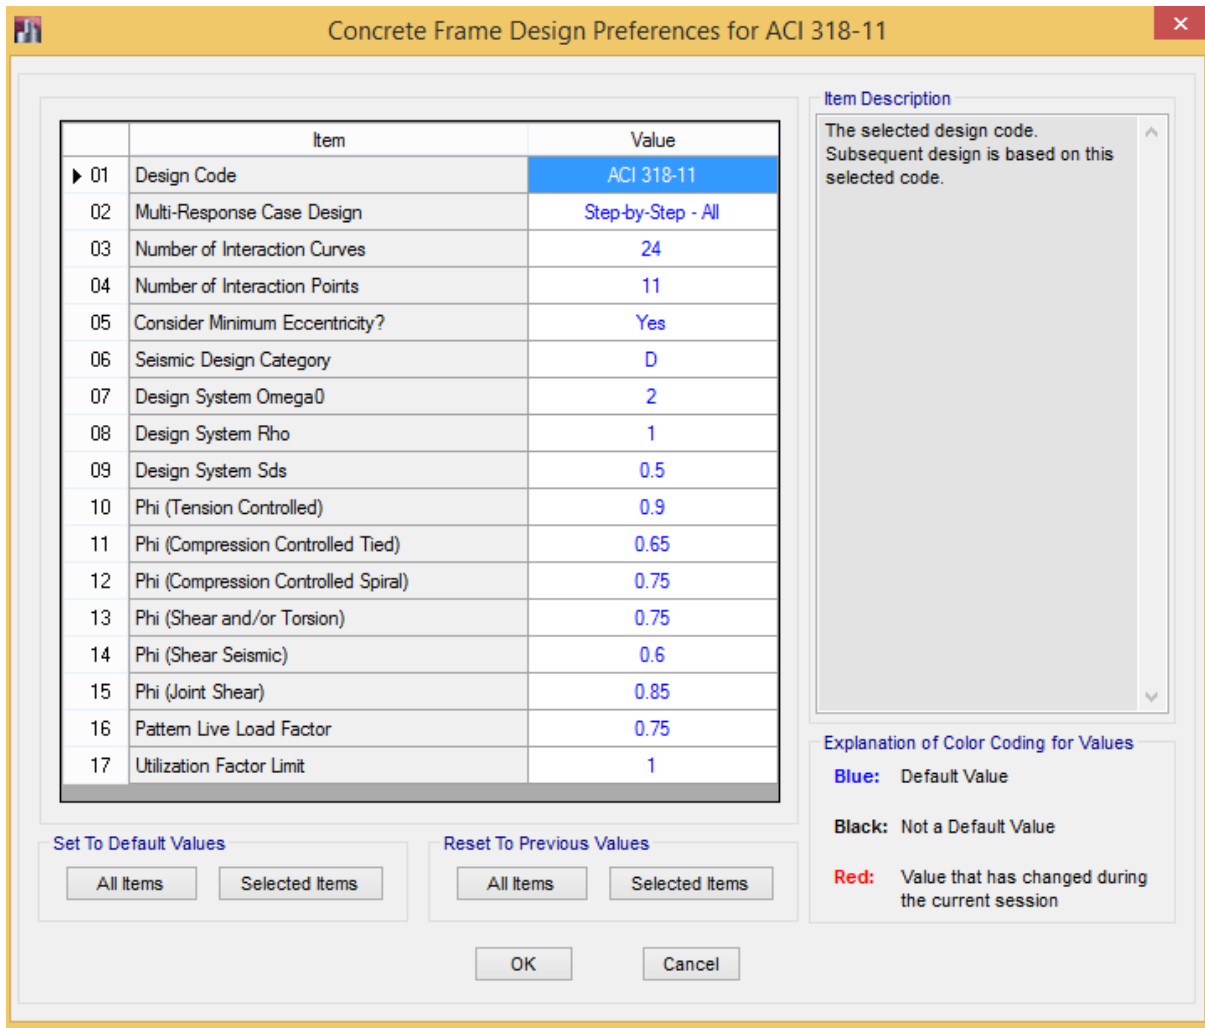 Concrete Frame Design Preferences for ACI 318-11
Item Value
01 Design Code ACI 318-11
02 Multi-Response Case Design Step-by-Step - All
03 Number of Interaction Curves 24
04 Number of Interaction Points 11
05 Consider Minimum Eccentricity? Yes
06 Seismic Design Category D
07 Design System Omega0 2
08 Design System Rho 1
09 Design System Sds 0.5
10 Phi (Tension Controlled) 0.9
11 Phi (Compression Controlled Tied) 0.65
12 Phi (Compression Controlled Spiral) 0.75
13 Phi (Shear and/or Torsion) 0.75
14 Phi (Shear Seismic) 0.6
15 Phi (Joint Shear) 0.85
16 Pattern Live Load Factor 0.75
17 Utilization Factor Limit 1
Item Description
The selected design code.
Subsequent design is based on this
selected code.
Explanation of Color Coding for Values
Blue: Default Value
Black: Not a Default Value
Red: Value that has changed during
the current session
Set To Default Values
All Items Selected Items
Reset To Previous Values
All Items Selected Items
OK Cancel